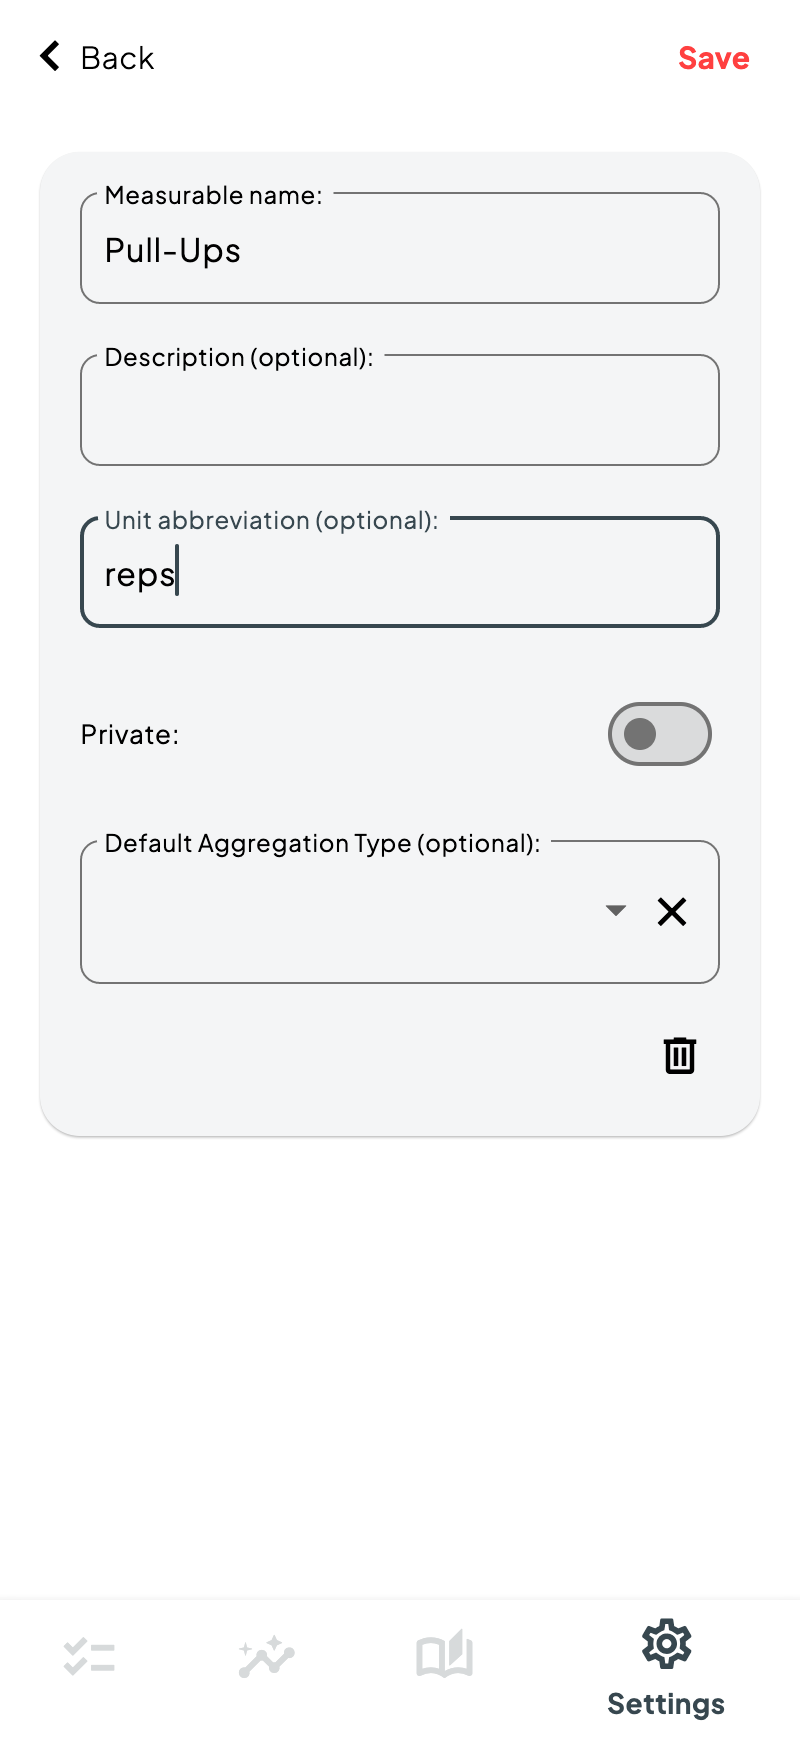 Back
Save
Measurable name:
Pull-Ups
Description (optional):
Unit abbreviation (optional):
reps
Private:
Default Aggregation Type (optional):
Settings